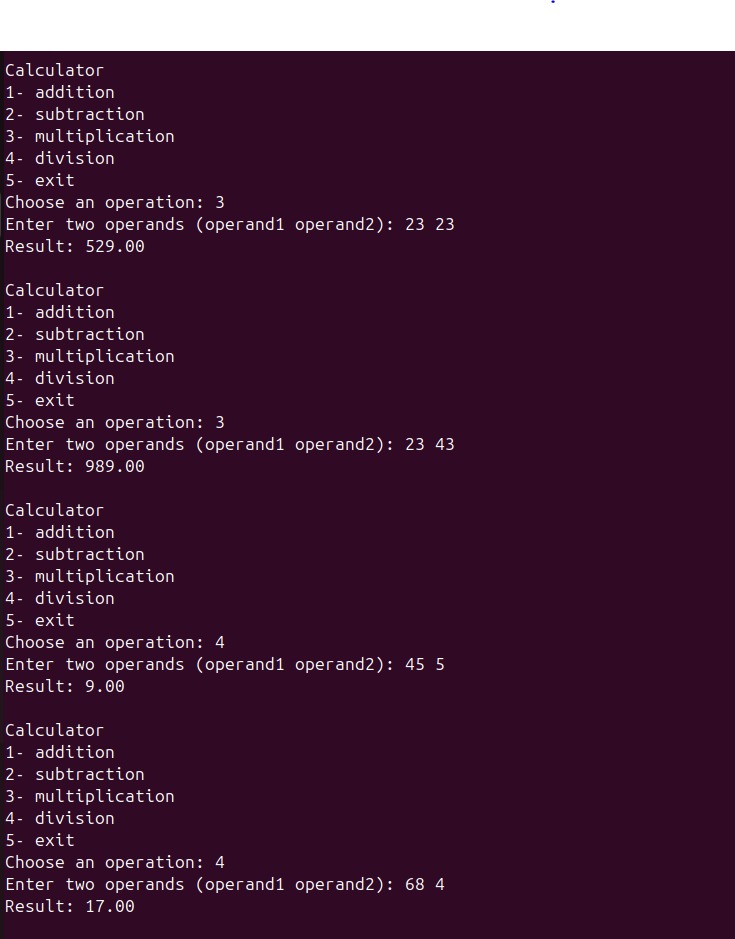 Calculator
1- addition
2- subtraction
3- multiplication
4- division
5- exit
Choose an operation: 3
Enter two operands (operand1 operand2): 23 23
Result: 529.00
Calculator
1- addition
2- subtraction
3- multiplication
4- division
5- exit
Choose an operation: 3
Enter two operands (operand1 operand2): 23 43
Result: 989.00
Calculator
1- addition
2- subtraction
3- multiplication
4- division
5- exit
Choose an operation: 4
Enter two operands (operand1 operand2): 45 5
Result: 9.00
Calculator
1- addition
2- subtraction
3- multiplication
4- division
5- exit
Choose an operation: 4
Enter two operands (operand1 operand2): 68 4
Result: 17.00